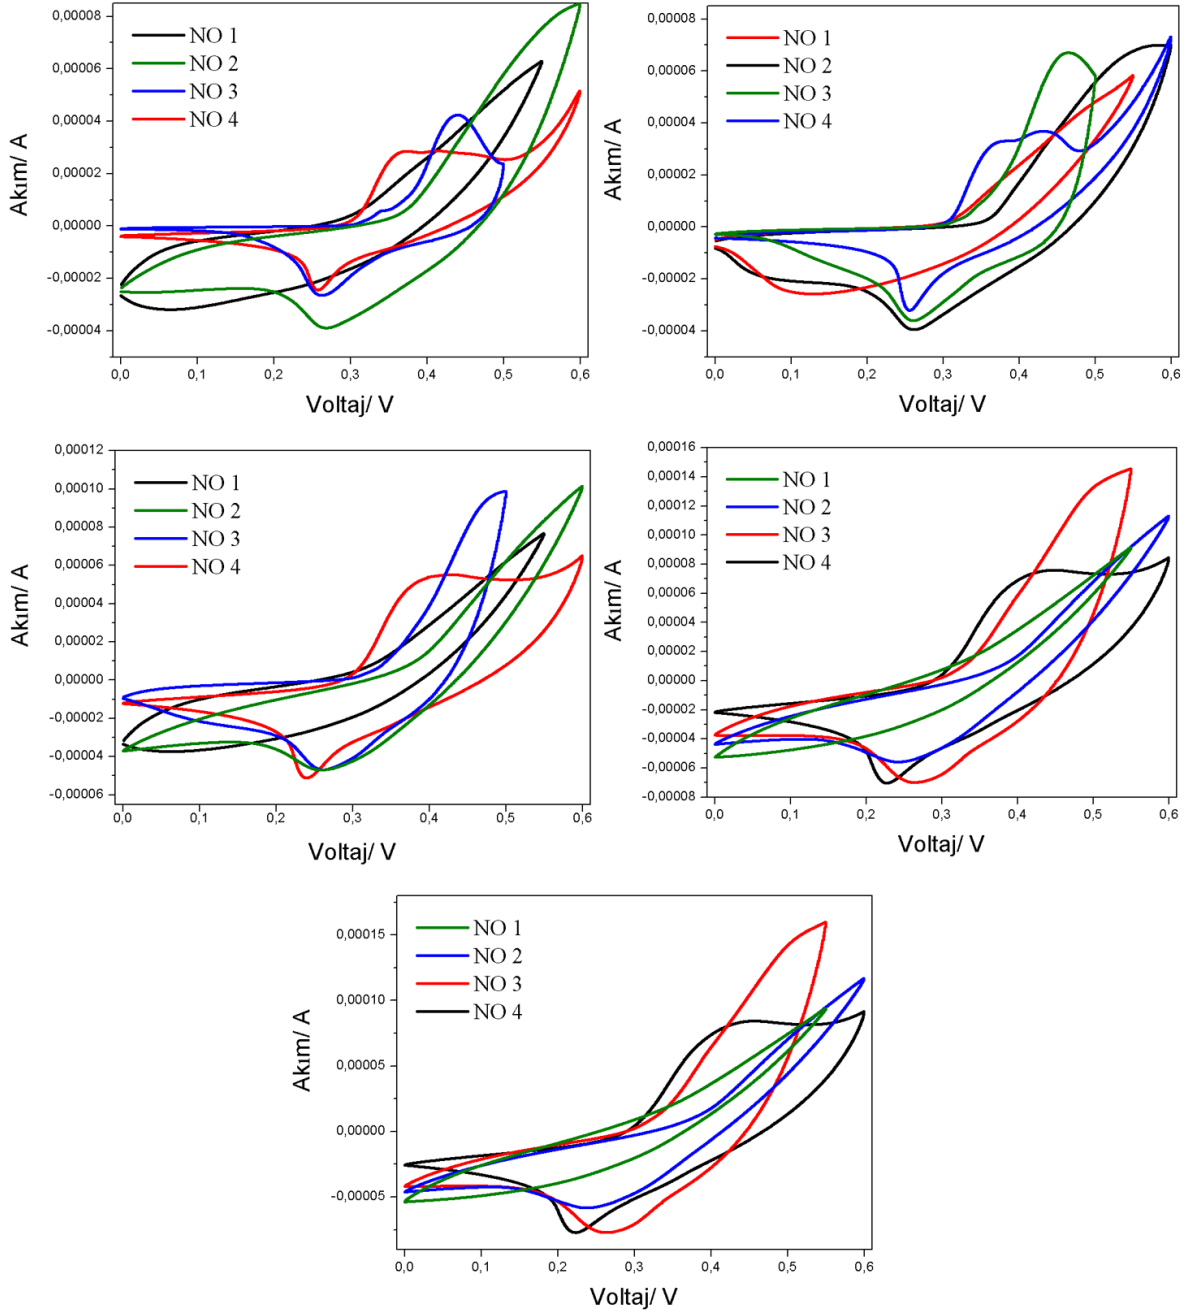 0,00008
0,00006
0,00004
0,00002
0,00000
-0,00002
-0,00004
Akım/ A
NO 1
NO 2
NO 3
NO 4
0,0 0,1 0,2 0,3 0,4 0,5 0,6
Voltaj/ V
0,00008
0,00006
0,00004
0,00002
0,00000
-0,00002
-0,00004
Akım/ A
NO 1
NO 2
NO 3
NO 4
0,0 0,1 0,2 0,3 0,4 0,5 0,6
Voltaj/ V
0,00012
0,00010
0,00008
0,00006
0,00004
0,00002
0,00000
-0,00002
-0,00004
-0,00006
Akım/ A
NO 1
NO 2
NO 3
NO 4
0,0 0,1 0,2 0,3 0,4 0,5 0,6
Voltaj/ V
0,00016
0,00014
0,00012
0,00010
0,00008
0,00006
0,00004
0,00002
0,00000
-0,00002
-0,00004
-0,00006
-0,00008
Akım/ A
NO 1
NO 2
NO 3
NO 4
0,0 0,1 0,2 0,3 0,4 0,5 0,6
Voltaj/ V
0,00015
0,00010
0,00005
0,00000
-0,00005
Akım/ A
NO 1
NO 2
NO 3
NO 4
0,0 0,1 0,2 0,3 0,4 0,5 0,6
Voltaj/ V